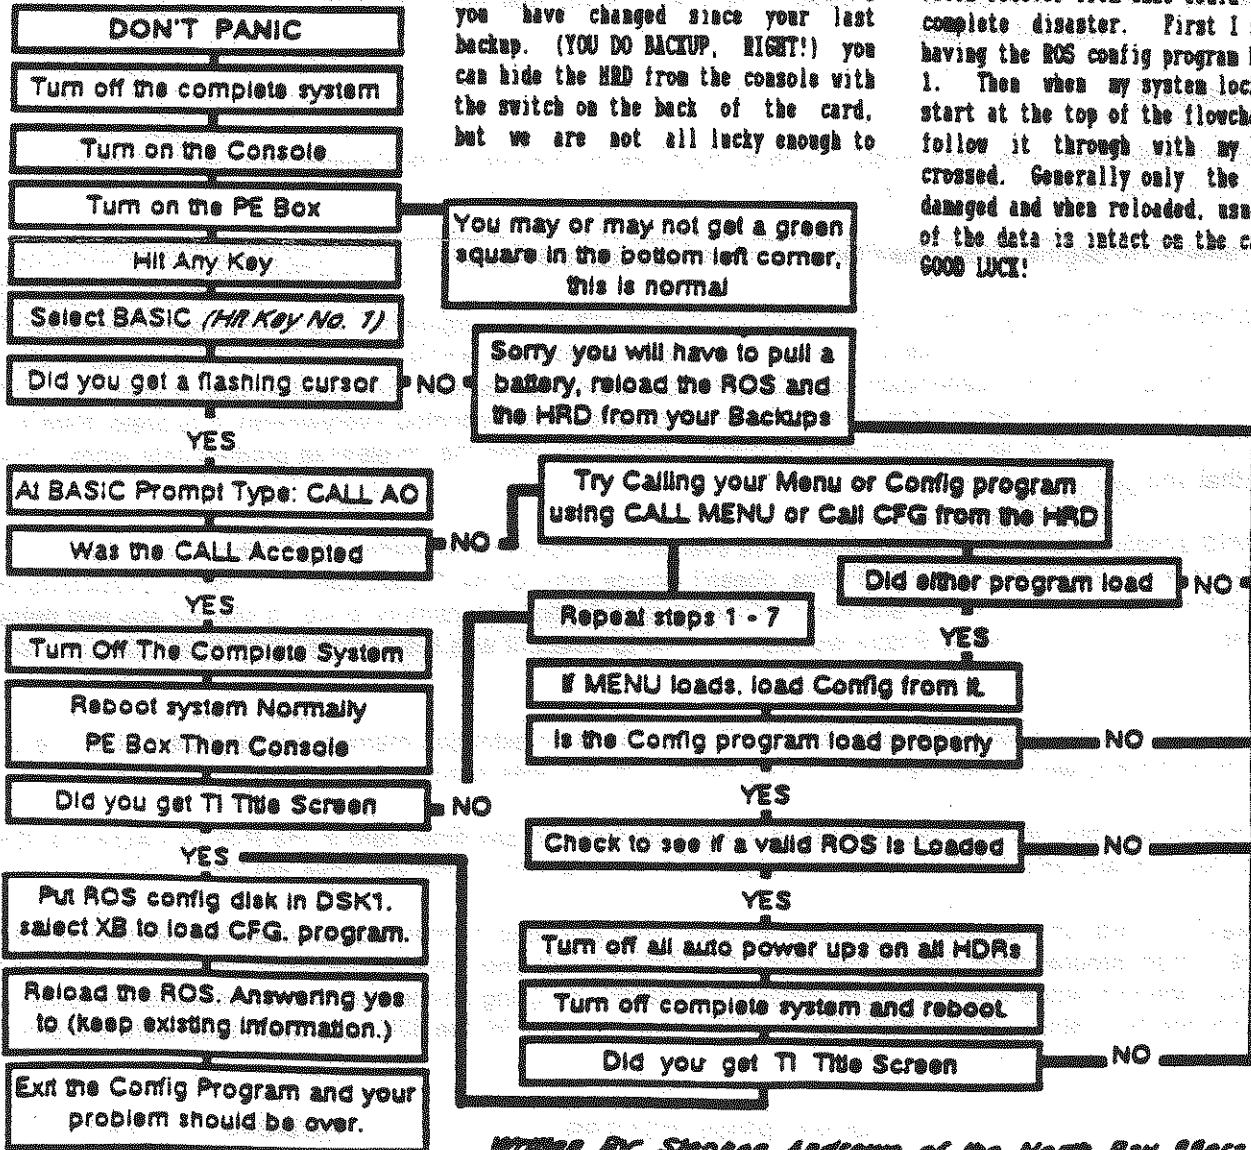 DON'T PANIC
Turn off the complete system
Turn on the Console
Turn on the PE Box
Hit Any Key
Select BASIC (Hit Key No. 1)
Did you get a flashing cursor
NO
YES
At BASIC Prompt Type: CALL AO
Was the CALL Accepted
NO
YES
Turn Off The Complete System
Reboot system Normally
PE Box Then Console
Did you get TI Title Screen
NO
YES
Put ROS config disk in DSK1.
select XB to load CFG. program.
Reload the ROS. Answering yes
to (keep existing information.)
Exit the Config Program and your
problem should be over.
you have changed since your last
backup. (YOU DO BACKUP, RIGHT!) you
can hide the HRD from the console with
the switch on the back of the card,
but we are not all lucky enough to
complete disaster. First I
having the ROS config program
1. Then when my system
start at the top of the
follow it through with my
crossed. Generally only the
damaged and when reloaded,
of the data is intact on the
GOOD LUCK!
You may or may not get a green
square in the bottom left corner,
this is normal
Sorry you will have to pull a
battery, reload the ROS and
the HRD from your Backups
Try Calling your Menu or Config program
using CALL MENU or Call CFG from the HRD
Did either program load
NO
YES
Repeat steps 1 - 7
If MENU loads, load Config from it.
Is the Config program load property
NO
YES
Check to see if a valid ROS is Loaded
NO
YES
Turn off all auto power ups on all HDRs
Turn off complete system and reboot.
Did you get TI Title Screen
NO
of the North Bay